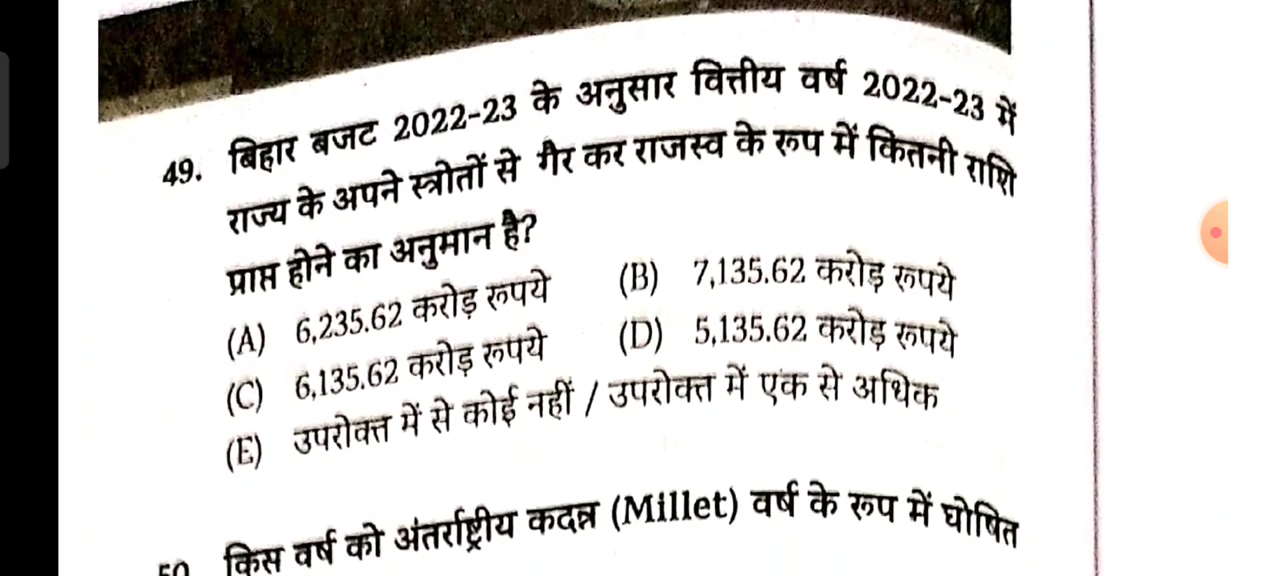 49. बिहार बजट 2022-23 के अनुसार वित्तीय वर्ष 2022-23 में
राज्य के अपने स्त्रोतों से गैर कर राजस्व के रूप में कितनी राशि
प्राप्त होने का अनुमान है?
(A) 6,235.62 करोड़ रूपये (B) 7,135.62 करोड़ रूपये
(C) 6,135.62 करोड़ रूपये (D) 5,135.62 करोड़ रूपये
(E) उपरोक्त में से कोई नहीं / उपरोक्त में एक से अधिक
50. किस वर्ष को अंतर्राष्ट्रीय कदन्न (Millet) वर्ष के रूप में घोषित